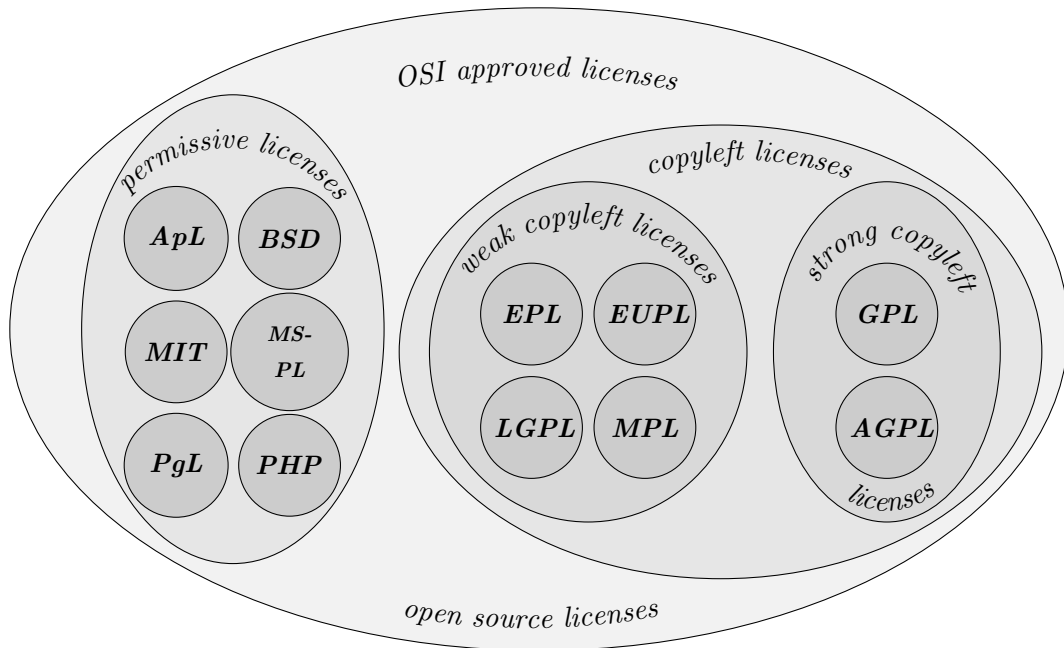 OSI approved licenses
permissive licenses
ApL
BSD
MIT
MS-
PL
PgL
PHP
copyleft licenses
weak copyleft licenses
EPL
EUPL
LGPL
MPL
strong copyleft
GPL
AGPL
licenses
open source licenses